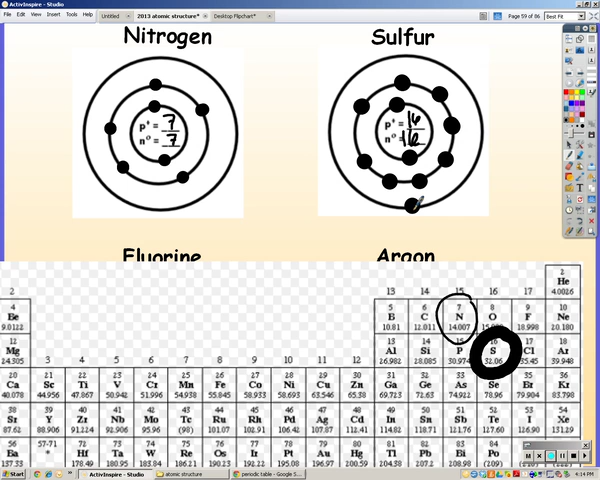 ActivInspire - Studio
File Edit View Insert Tools Help
Untitled 2013 atomic structure* Desktop Flipchart* Page 59 of 86 Best Fit
Nitrogen Sulfur
p+ = 7 p+ = 16
n° = 7 n° = 16
Fluorine Argon
2
He
2 13 14 15 16 17 4.0026
4 5 6 7 8 9 10
Be B C N O F Ne
9.0122 10.81 12.011 14.007 18.998 20.180
12 13 14 15 16 17 18
Mg Al Si P S Cl Ar
24.305 3 4 5 6 7 8 9 10 11 12 26.982 28.085 30.974 32.06 35.45 39.948
20 21 22 23 24 25 26 27 28 29 30 31 32 33 34 35 36
Ca Sc Ti V Cr Mn Fe Co Ni Cu Zn Ga Ge As Se Br Kr
40.078 44.956 47.867 50.942 51.996 54.938 55.845 58.933 58.693 63.546 65.38 69.723 72.63 74.922 78.96 79.904 83.798
38 39 40 41 42 43 44 45 46 47 48 49 50 51 52 53 54
Sr Y Zr Nb Mo Tc Ru Rh Pd Ag Cd In Sn Sb Te I Xe
87.62 88.906 91.224 92.906 95.96 (98) 101.07 102.91 106.42 107.87 112.41 114.82 118.71 121.76 127.60 126.90 131.29
56 57-71 72 73 74 75 76 77 78 79 80 81 82 83 84
Ba * Hf Ta W Re Os Ir Pt Au Hg Tl Pb Bi Po
137.33 178.49 180.95 183.84 186.21 190.23 192.22 195.08 196.97 200.59 204.38 207.2 208.98 (209)
Start atomic structure periodic table - Google S... 4:14 PM